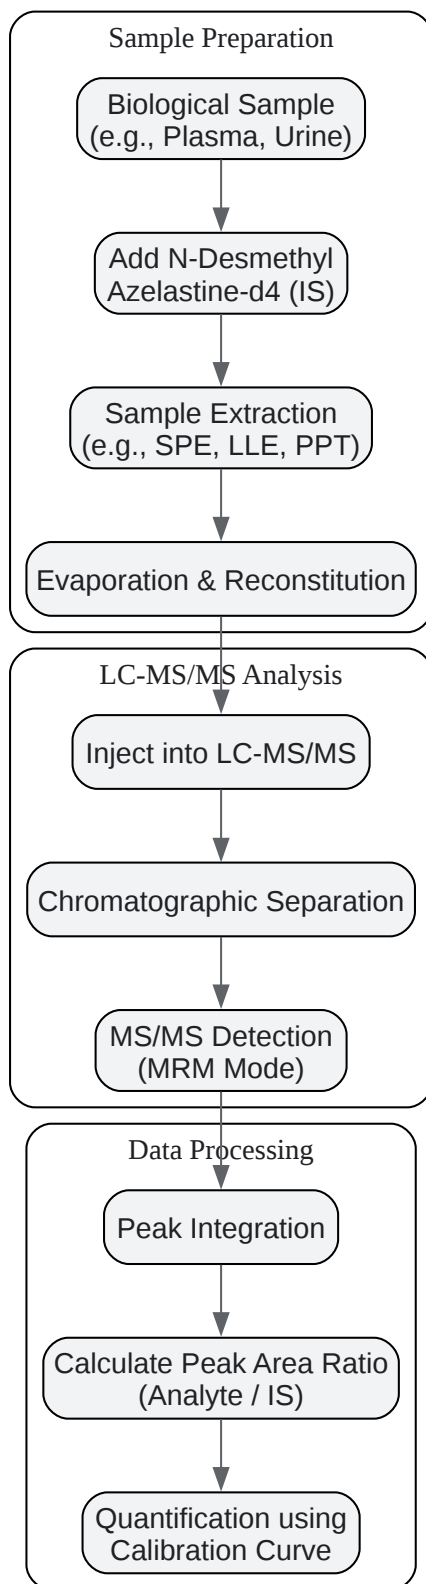 Sample Preparation
Biological Sample
(e.g., Plasma, Urine)
Add N-Desmethyl
Azelastine-d4 (IS)
Sample Extraction
(e.g., SPE, LLE, PPT)
Evaporation & Reconstitution
LC-MS/MS Analysis
Inject into LC-MS/MS
Chromatographic Separation
MS/MS Detection
(MRM Mode)
Data Processing
Peak Integration
Calculate Peak Area Ratio
(Analyte / IS)
Quantification using
Calibration Curve